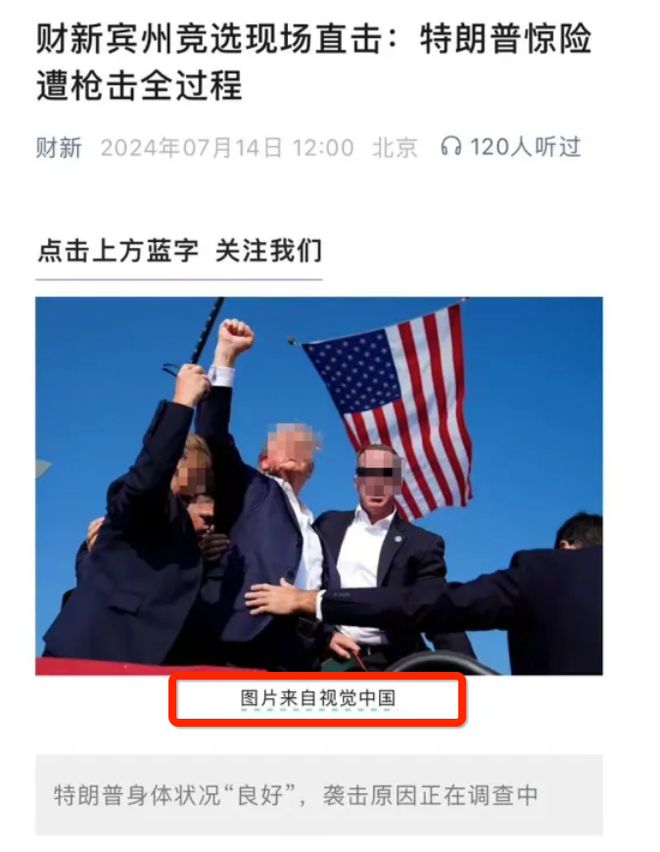 财新宾州竞选现场直击：特朗普惊险
遭枪击全过程
财新 2024年07月14日 12:00 北京 120人听过
点击上方蓝字 关注我们
图片来自视觉中国
特朗普身体状况“良好”，袭击原因正在调查中